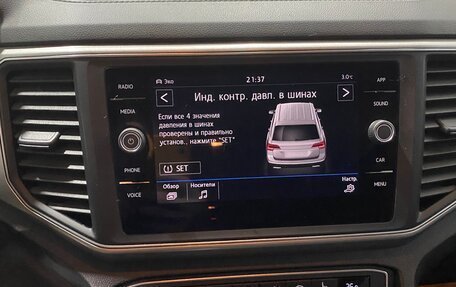 Эко
21:37
3.0°C
RADIO
MEDIA
PHONE
VOICE
Инд. контр. давл. в шинах
Если все 4 значения
давления в шинах
проверены и правильно
установ., нажмите "SET"
SET
Обзор
Носители
Настр.
APP
SOUND
CAR
MENU